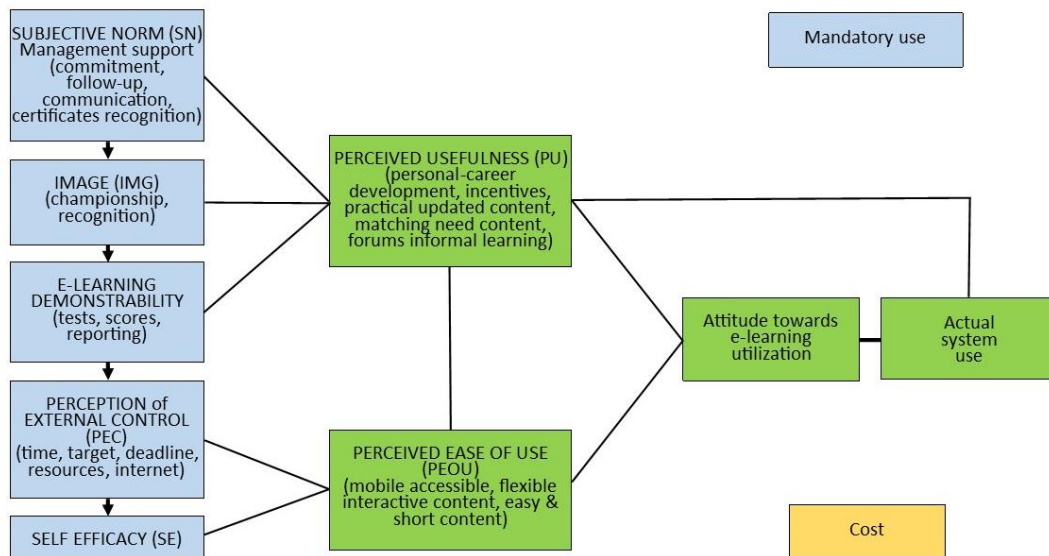 SUBJECTIVE NORM (SN)
Management support
(commitment,
follow-up,
communication,
certificates recognition)
IMAGE (IMG)
(championship,
recognition)
E-LEARNING
DEMONSTRABILITY
(tests, scores,
reporting)
PERCEPTION of
EXTERNAL CONTROL
(PEC)
(time, target, deadline,
resources, internet)
SELF EFFICACY (SE)
PERCEIVED USEFULNESS (PU)
(personal-career
development, incentives,
practical updated content,
matching need content,
forums informal learning)
PERCEIVED EASE OF USE
(PEOU)
(mobile accessible, flexible
interactive content, easy &
short content)
Mandatory use
Attitude towards
e-learning
utilization
Actual
system
use
Cost